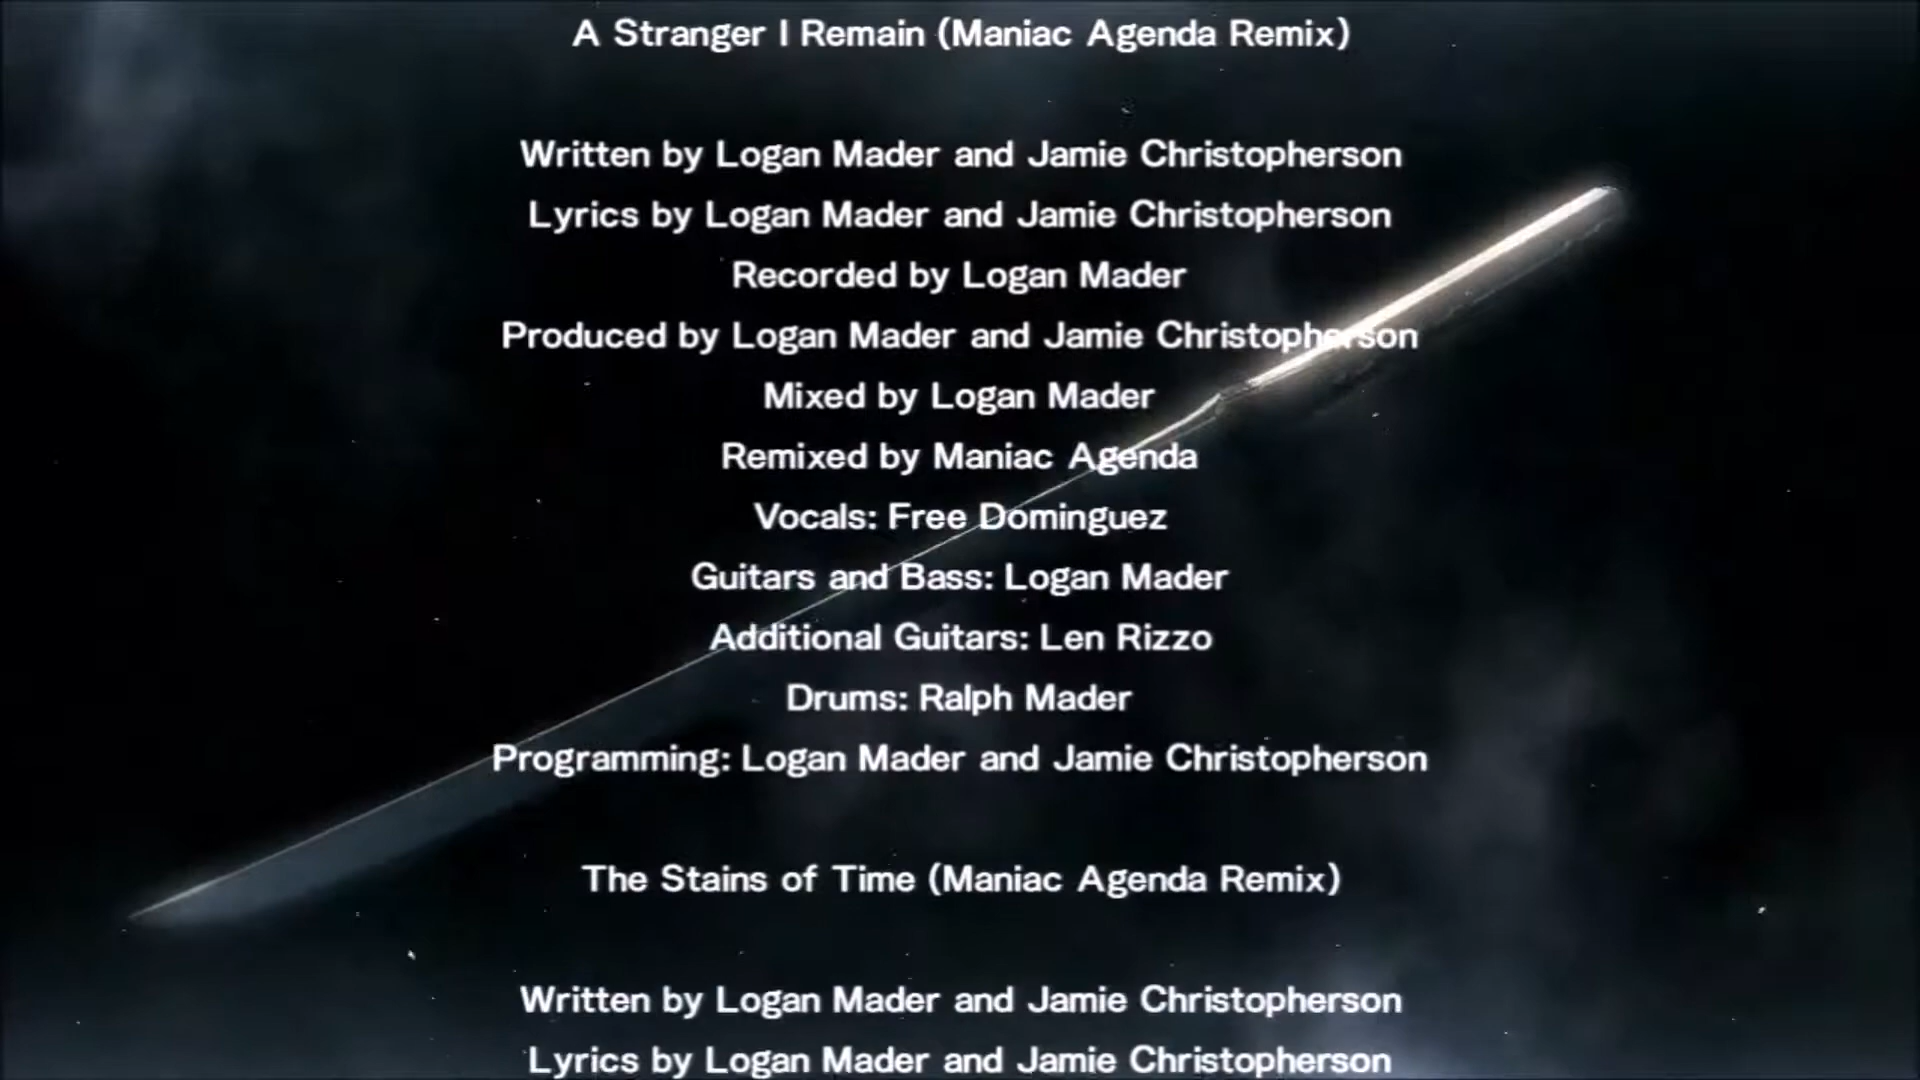 A Stranger I Remain (Maniac Agenda Remix)
Written by Logan Mader and Jamie Christopherson
Lyrics by Logan Mader and Jamie Christopherson
Recorded by Logan Mader
Produced by Logan Mader and Jamie Christopherson
Mixed by Logan Mader
Remixed by Maniac Agenda
Vocals: Free Dominguez
Guitars and Bass: Logan Mader
Additional Guitars: Len Rizzo
Drums: Ralph Mader
Programming: Logan Mader and Jamie Christopherson
The Stains of Time (Maniac Agenda Remix)
Written by Logan Mader and Jamie Christopherson
Lyrics by Logan Mader and Jamie Christopherson